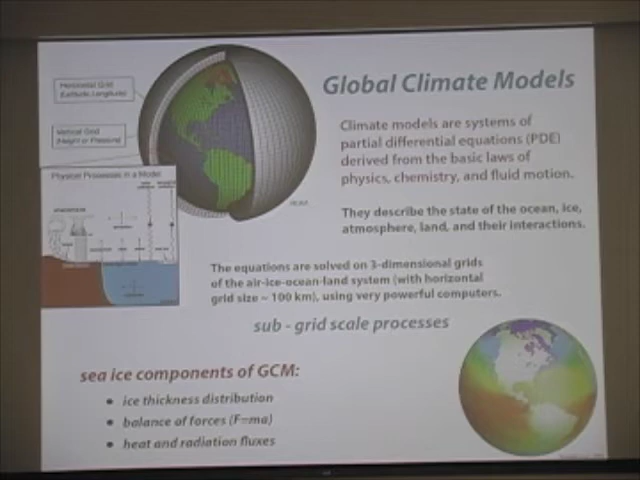 Global Climate Models
Horizontal Grid
(Latitude-Longitude)
Vertical Grid
(Height or Pressure)
Physical Processes in a Model
Climate models are systems of
partial differential equations (PDE)
derived from the basic laws of
physics, chemistry, and fluid motion.
They describe the state of the ocean, ice,
atmosphere, land, and their interactions.
The equations are solved on 3-dimensional grids
of the air-ice-ocean-land system (with horizontal
grid size ~ 100 km), using very powerful computers.
sub - grid scale processes
sea ice components of GCM:
• ice thickness distribution
• balance of forces (F=ma)
• heat and radiation fluxes